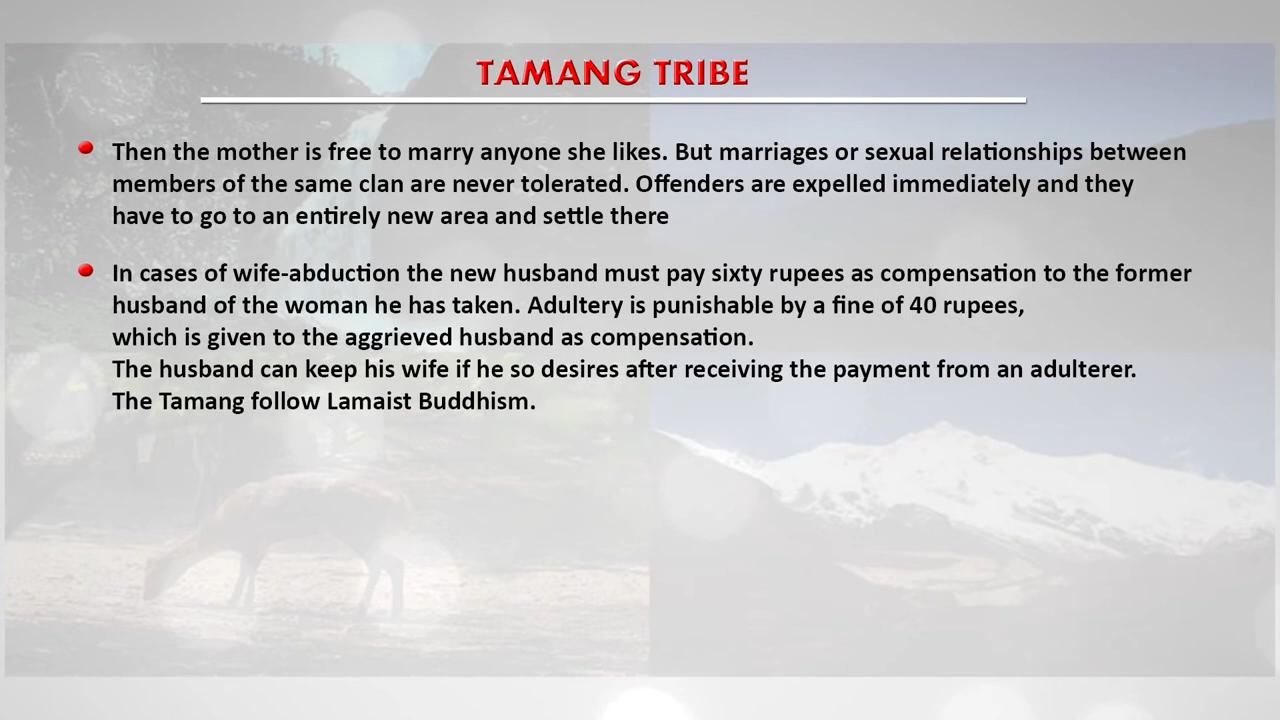 TAMANG TRIBE
Then the mother is free to marry anyone she likes. But marriages or sexual relationships between
members of the same clan are never tolerated. Offenders are expelled immediately and they
have to go to an entirely new area and settle there
In cases of wife-abduction the new husband must pay sixty rupees as compensation to the former
husband of the woman he has taken. Adultery is punishable by a fine of 40 rupees,
which is given to the aggrieved husband as compensation.
The husband can keep his wife if he so desires after receiving the payment from an adulterer.
The Tamang follow Lamaist Buddhism.